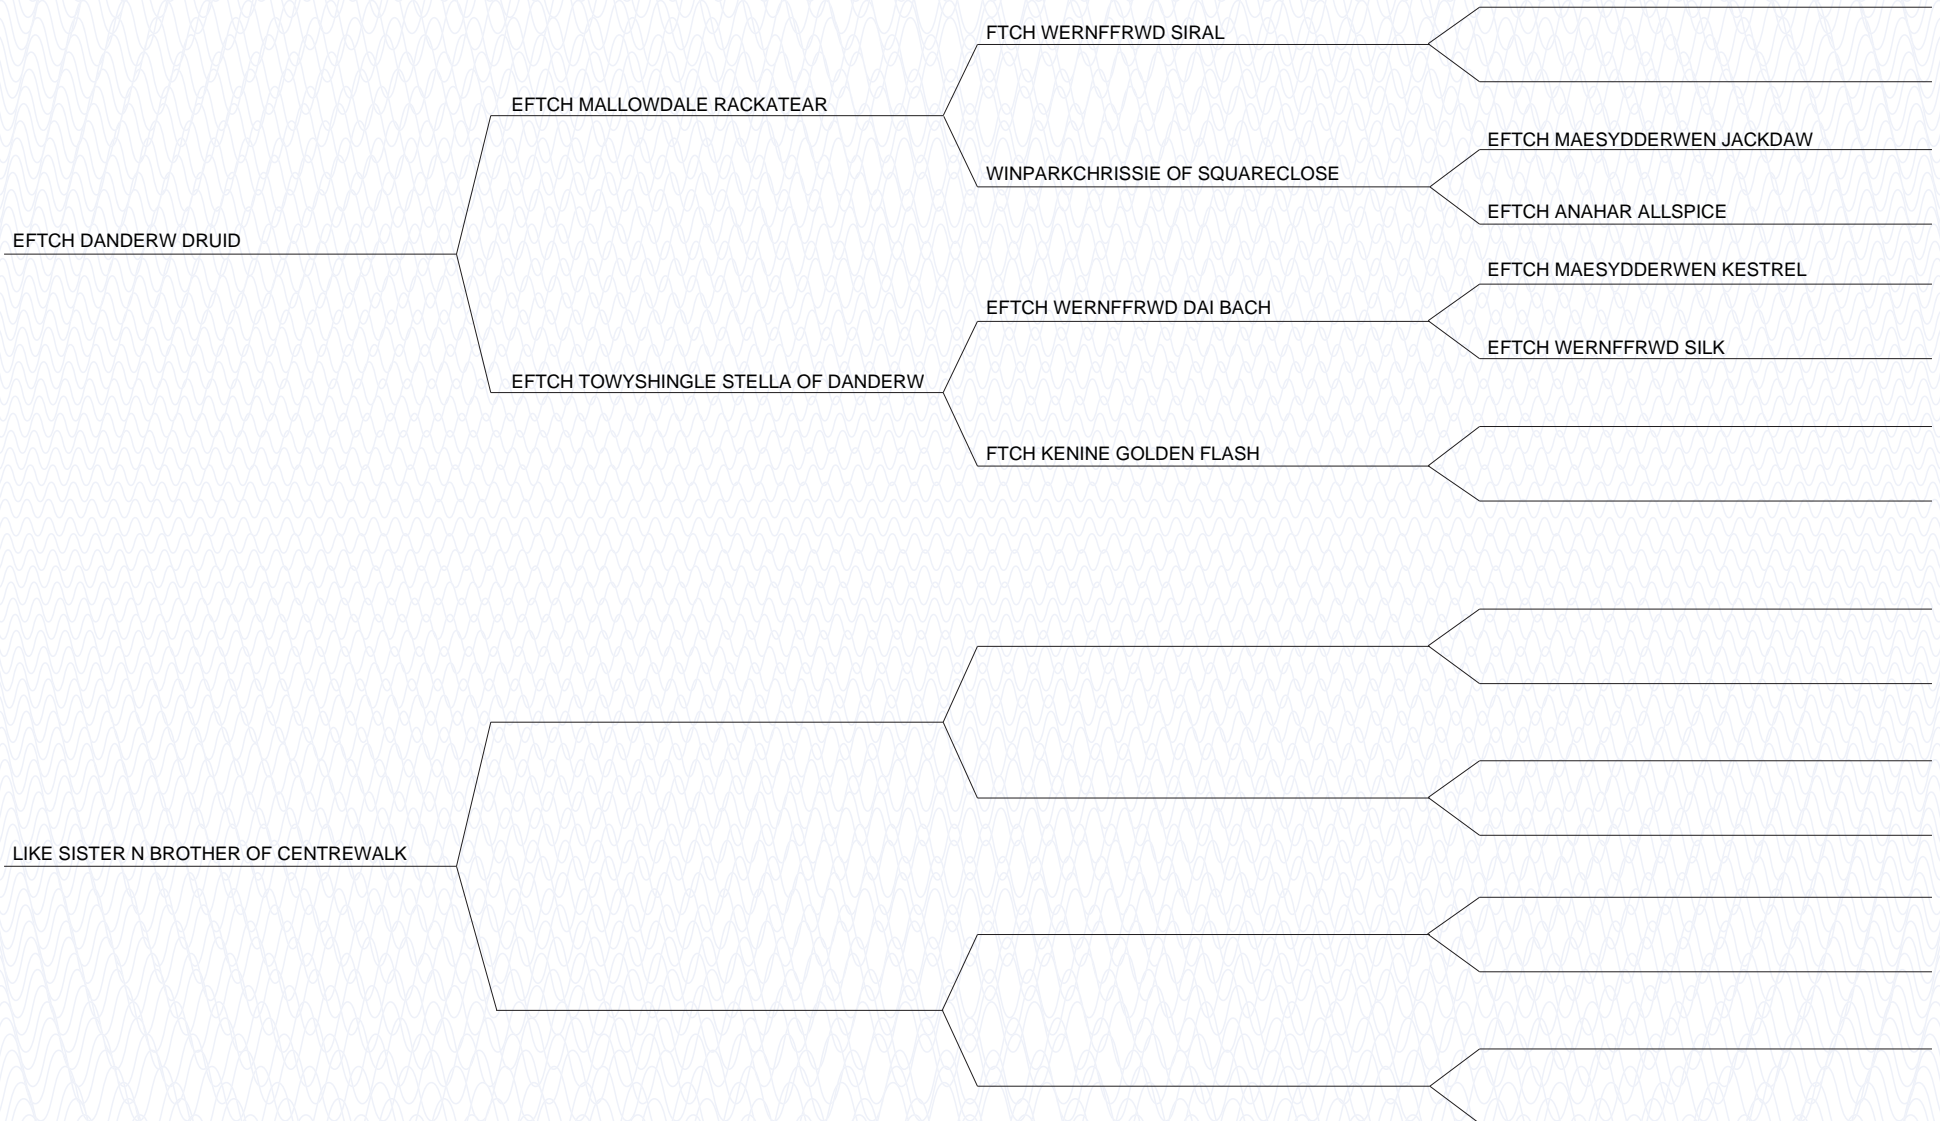 FTCH WERNFFRWD SIRAL
EFTCH MALLOWDALE RACKATEAR
EFTCH MAESYDDERWEN JACKDAW
WINPARKCHRISSIE OF SQUARECLOSE
EFTCH ANAHAR ALLSPICE
EFTCH DANDERW DRUID
EFTCH MAESYDDERWEN KESTREL
EFTCH WERNFFRWD DAI BACH
EFTCH WERNFFRWD SILK
EFTCH TOWYSHINGLE STELLA OF DANDERW
FTCH KENINE GOLDEN FLASH
LIKE SISTER N BROTHER OF CENTREWALK